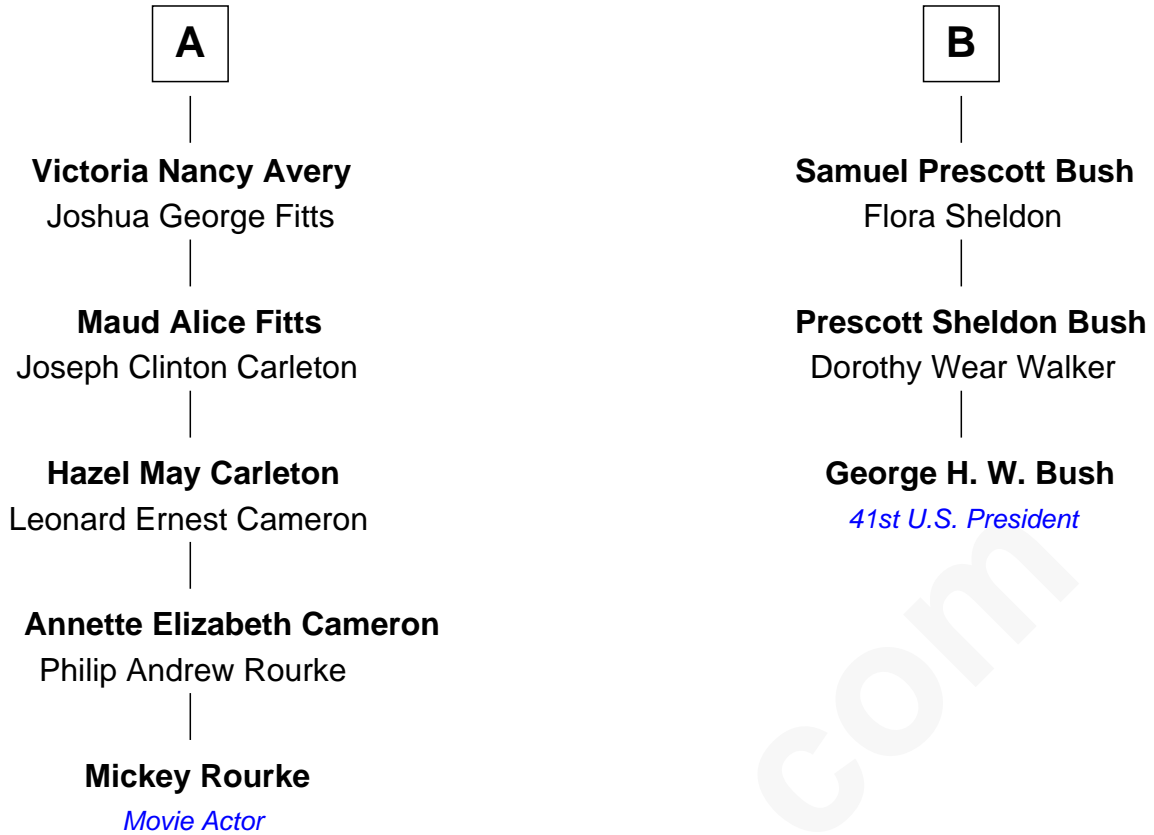 A
Victoria Nancy Avery
Joshua George Fitts
Maud Alice Fitts
Joseph Clinton Carleton
Hazel May Carleton
Leonard Ernest Cameron
Annette Elizabeth Cameron
Philip Andrew Rourke
Mickey Rourke
Movie Actor
B
Samuel Prescott Bush
Flora Sheldon
Prescott Sheldon Bush
Dorothy Wear Walker
George H. W. Bush
41st U.S. President
com